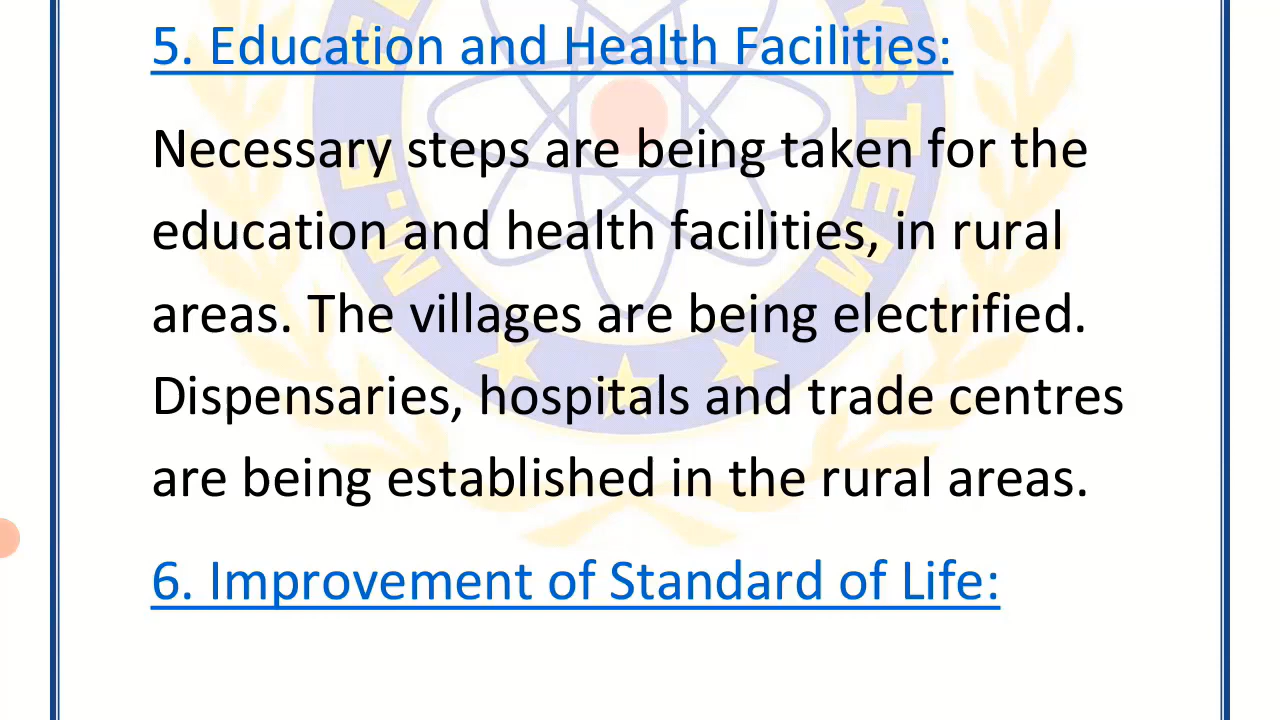 5. Education and Health Facilities:
Necessary steps are being taken for the
education and health facilities, in rural
areas. The villages are being electrified.
Dispensaries, hospitals and trade centres
are being established in the rural areas.
6. Improvement of Standard of Life: